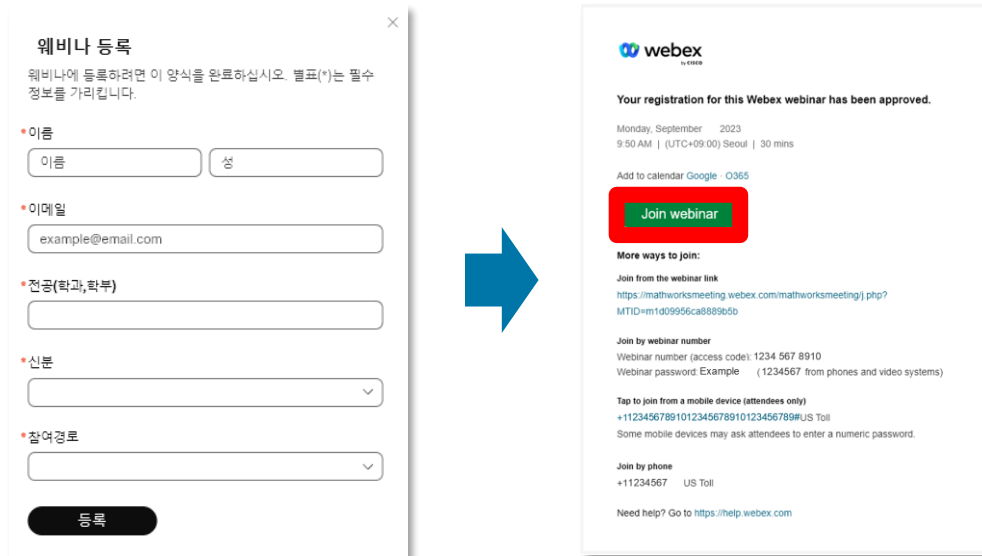 웨비나 등록
웨비나에 등록하려면 이 양식을 완료하십시오. 별표(*)는 필수
정보를 가리킵니다.
*이름
이름 성
*이메일
example@email.com
*전공(학과,학부)
*신분
*참여경로
등록
webex
by CISCO
Your registration for this Webex webinar has been approved.
Monday, September 2023
9:50 AM | (UTC+09:00) Seoul | 30 mins
Add to calendar Google · O365
Join webinar
More ways to join:
Join from the webinar link
https://mathworksmeeting.webex.com/mathworksmeeting/j.php?
MTID=m1d09956ca8889b5b
Join by webinar number
Webinar number (access code): 1234 567 8910
Webinar password: Example (1234567 from phones and video systems)
Tap to join from a mobile device (attendees only)
+11234567891012345678910123456789#US Toll
Some mobile devices may ask attendees to enter a numeric password.
Join by phone
+11234567 US Toll
Need help? Go to https://help.webex.com